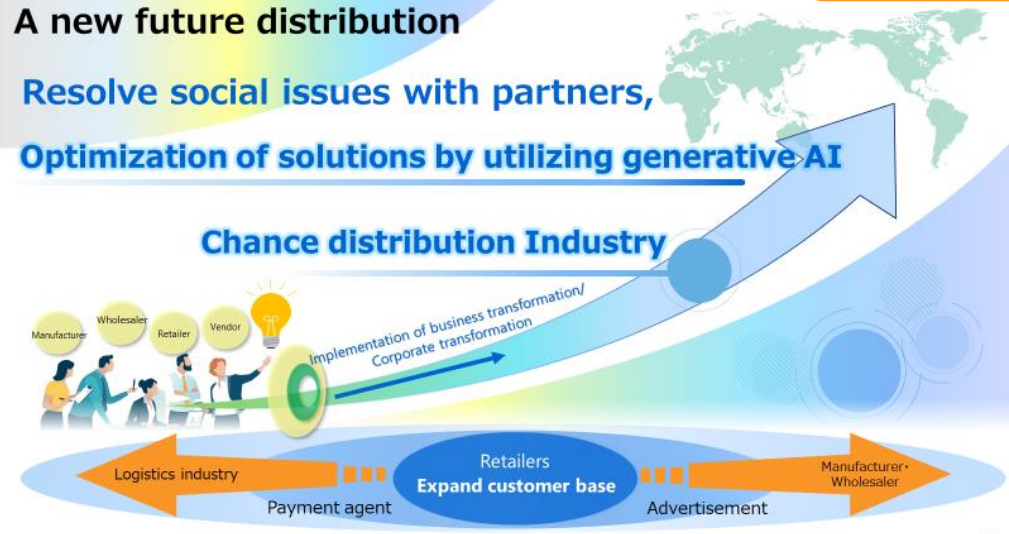 A new future distribution
Resolve social issues with partners,
Optimization of solutions by utilizing generative AI
Chance distribution Industry
Manufacturer
Wholesaler
Retailer
Vendor
Implementation of business transformation/
Corporate transformation
Logistics industry
Payment agent
Retailers
Expand customer base
Advertisement
Manufacturer・
Wholesaler